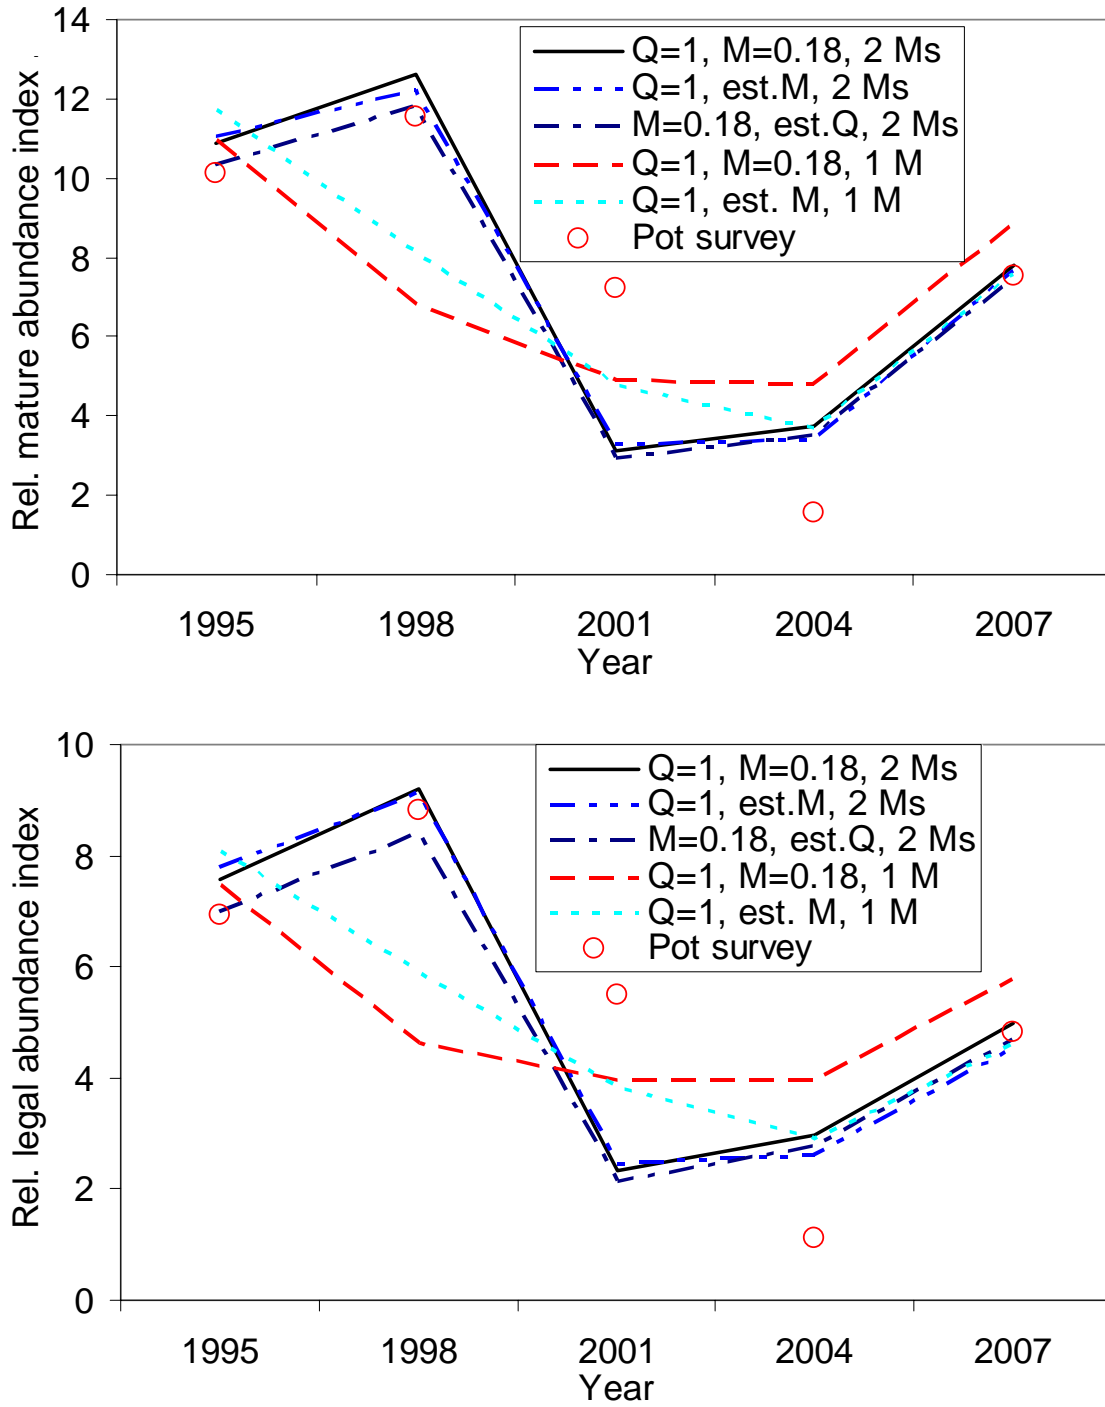 14
12
10
8
6
4
2
0
Rel. mature abundance index .
Q=1, M=0.18, 2 Ms
Q=1, est.M, 2 Ms
M=0.18, est.Q, 2 Ms
Q=1, M=0.18, 1 M
Q=1, est. M, 1 M
Pot survey
1995 1998 2001 2004 2007
Year
10
8
6
4
2
0
Rel. legal abundance index
Q=1, M=0.18, 2 Ms
Q=1, est.M, 2 Ms
M=0.18, est.Q, 2 Ms
Q=1, M=0.18, 1 M
Q=1, est. M, 1 M
Pot survey
1995 1998 2001 2004 2007
Year